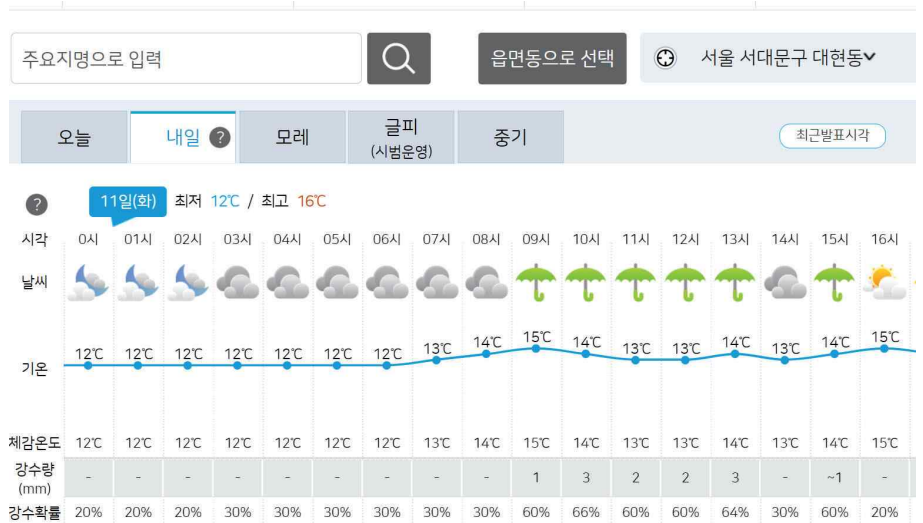 주요지명으로 입력
읍면동으로 선택
서울 서대문구 대현동
오늘
내일 ?
모레
글피
(시범운영)
중기
최근발표시각
? 11일(화) 최저 12℃ / 최고 16℃
시각 0시 01시 02시 03시 04시 05시 06시 07시 08시 09시 10시 11시 12시 13시 14시 15시 16시
날씨
기온 12℃ 12℃ 12℃ 12℃ 12℃ 12℃ 12℃ 13℃ 14℃ 15℃ 14℃ 13℃ 13℃ 14℃ 13℃ 14℃ 15℃
체감온도 12℃ 12℃ 12℃ 12℃ 12℃ 12℃ 12℃ 13℃ 14℃ 15℃ 14℃ 13℃ 13℃ 14℃ 13℃ 14℃ 15℃
강수량
(mm) - - - - - - - - - 1 3 2 2 3 - ~1 -
강수확률 20% 20% 20% 30% 30% 30% 30% 30% 30% 60% 66% 60% 60% 64% 30% 60% 20%